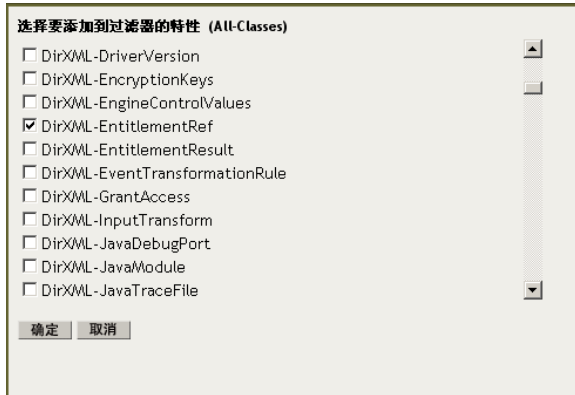 选择要添加到过滤器的特性 (All-Classes)
DirXML-DriverVersion
DirXML-EncryptionKeys
DirXML-EngineControlValues
DirXML-EntitlementRef
DirXML-EntitlementResult
DirXML-EventTransformationRule
DirXML-GrantAccess
DirXML-InputTransform
DirXML-JavaDebugPort
DirXML-JavaModule
DirXML-JavaTraceFile
确定 取消